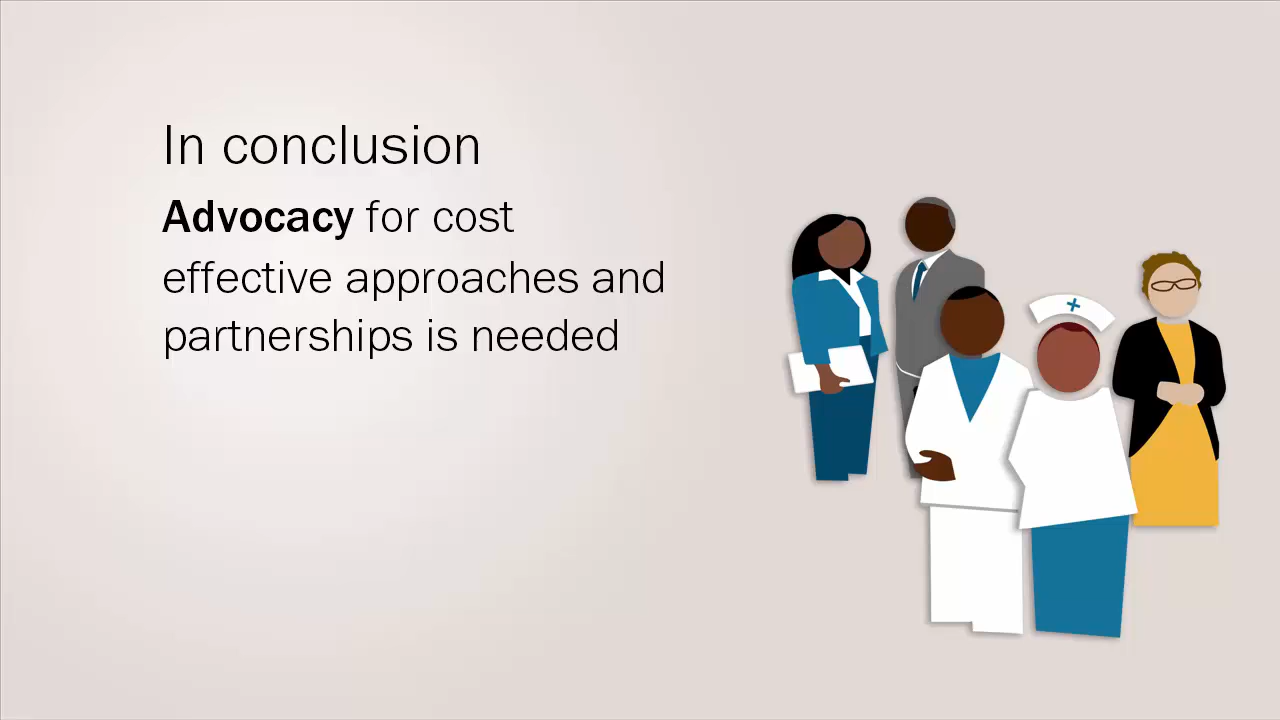 In conclusion
Advocacy for cost
effective approaches and
partnerships is needed